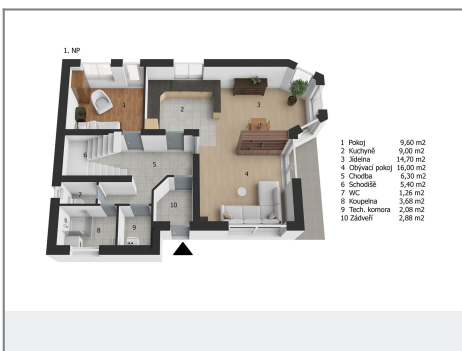 1. NP
1
2
3
4
5
6
7
8
9
10
1 Pokoj 9,60 m2
2 Kuchyně 9,00 m2
3 Jídelna 14,70 m2
4 Obývací pokoj 16,00 m2
5 Chodba 6,30 m2
6 Schodiště 5,40 m2
7 WC 1,26 m2
8 Koupelna 3,68 m2
9 Tech. komora 2,08 m2
10 Zádveří 2,88 m2